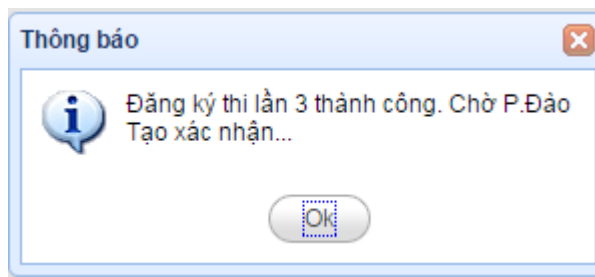 Thông báo
Đăng ký thi lần 3 thành công. Chờ P.Đào
Tạo xác nhận...
Ok